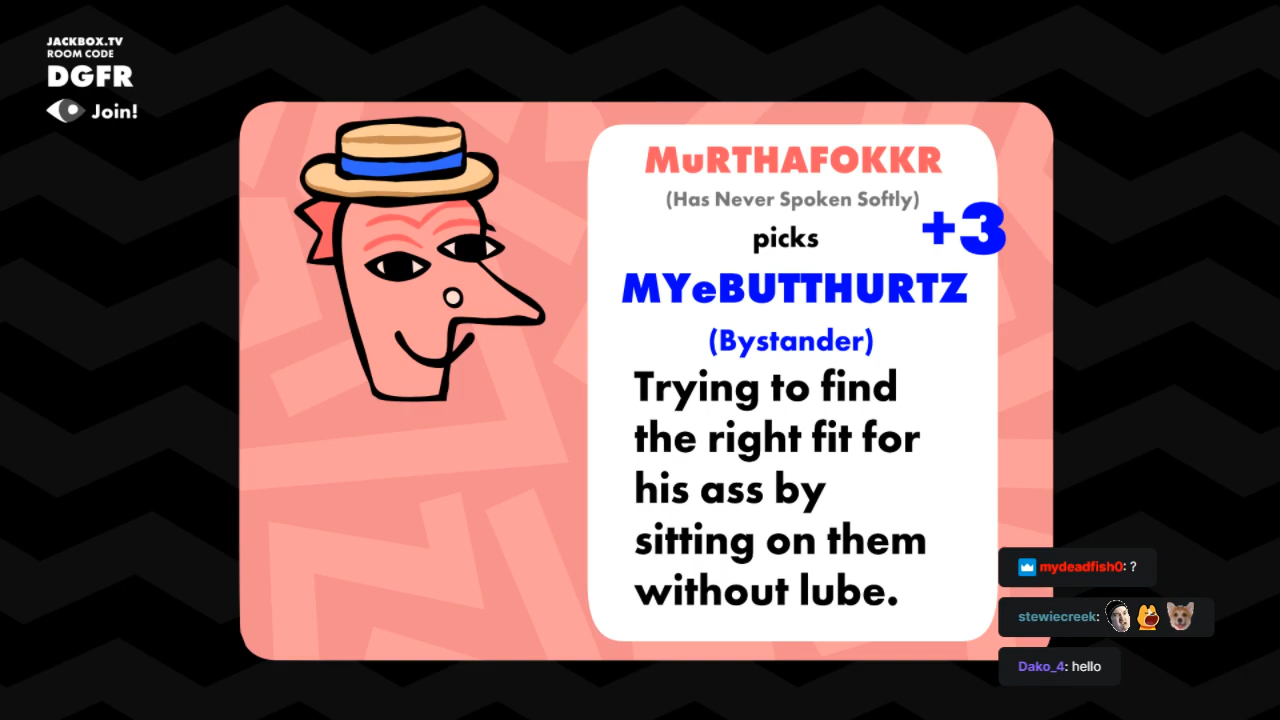 JACKBOX.TV
ROOM CODE
DGFR
Join!
MuRTHAFOKKR
(Has Never Spoken Softly)
picks
+3
MYeBUTTHURTZ
(Bystander)
Trying to find
the right fit for
his ass by
sitting on them
without lube.
mydeadfish0: ?
stewiecreek:
Dako_4: hello